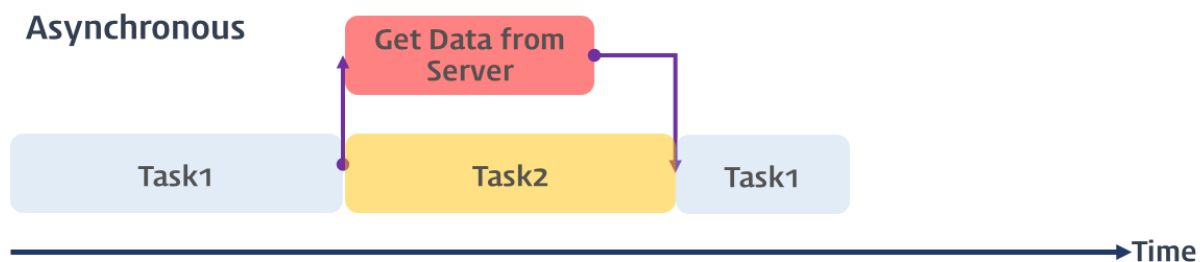 Asynchronous
Get Data from
Server
Task1
Task2
Task1
Time